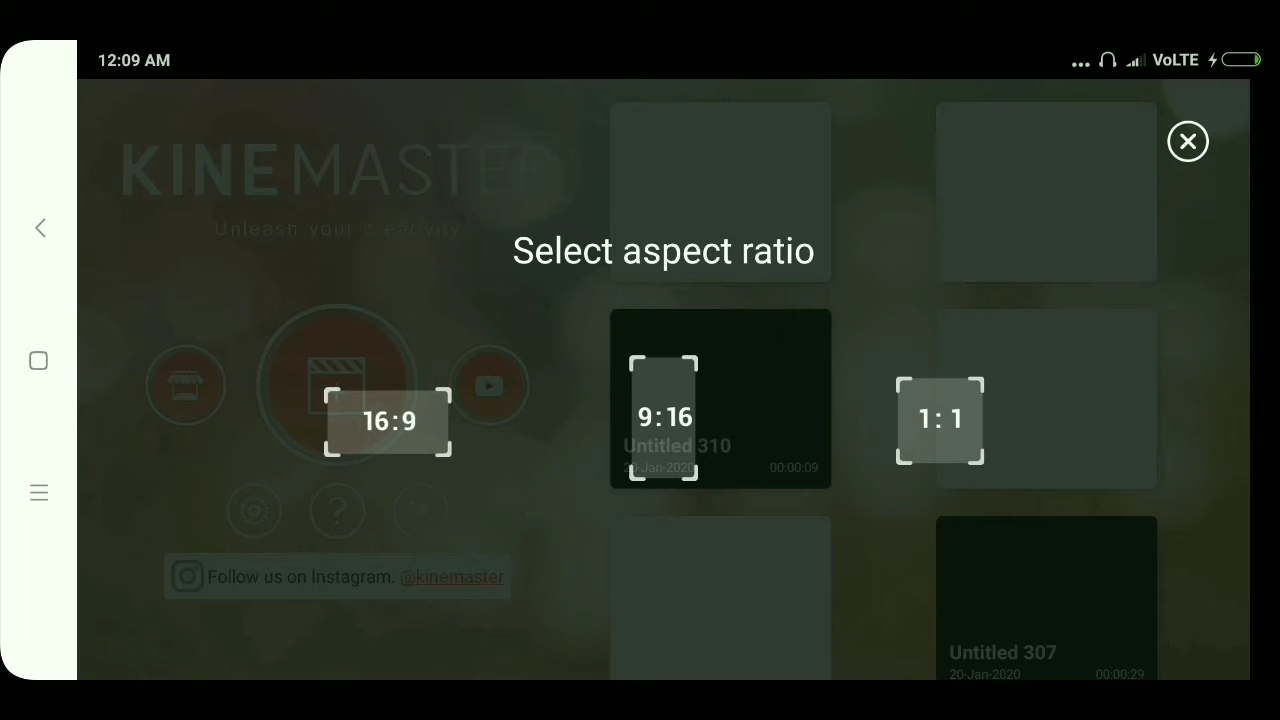 12:09 AM
... VoLTE
KINEMASTER
Unleash your creativity
Select aspect ratio
16:9
9:16
1:1
Untitled 310
20-Jan-2020 00:00:09
?
Follow us on Instagram. @kinemaster
Untitled 307
20-Jan-2020 00:00:29